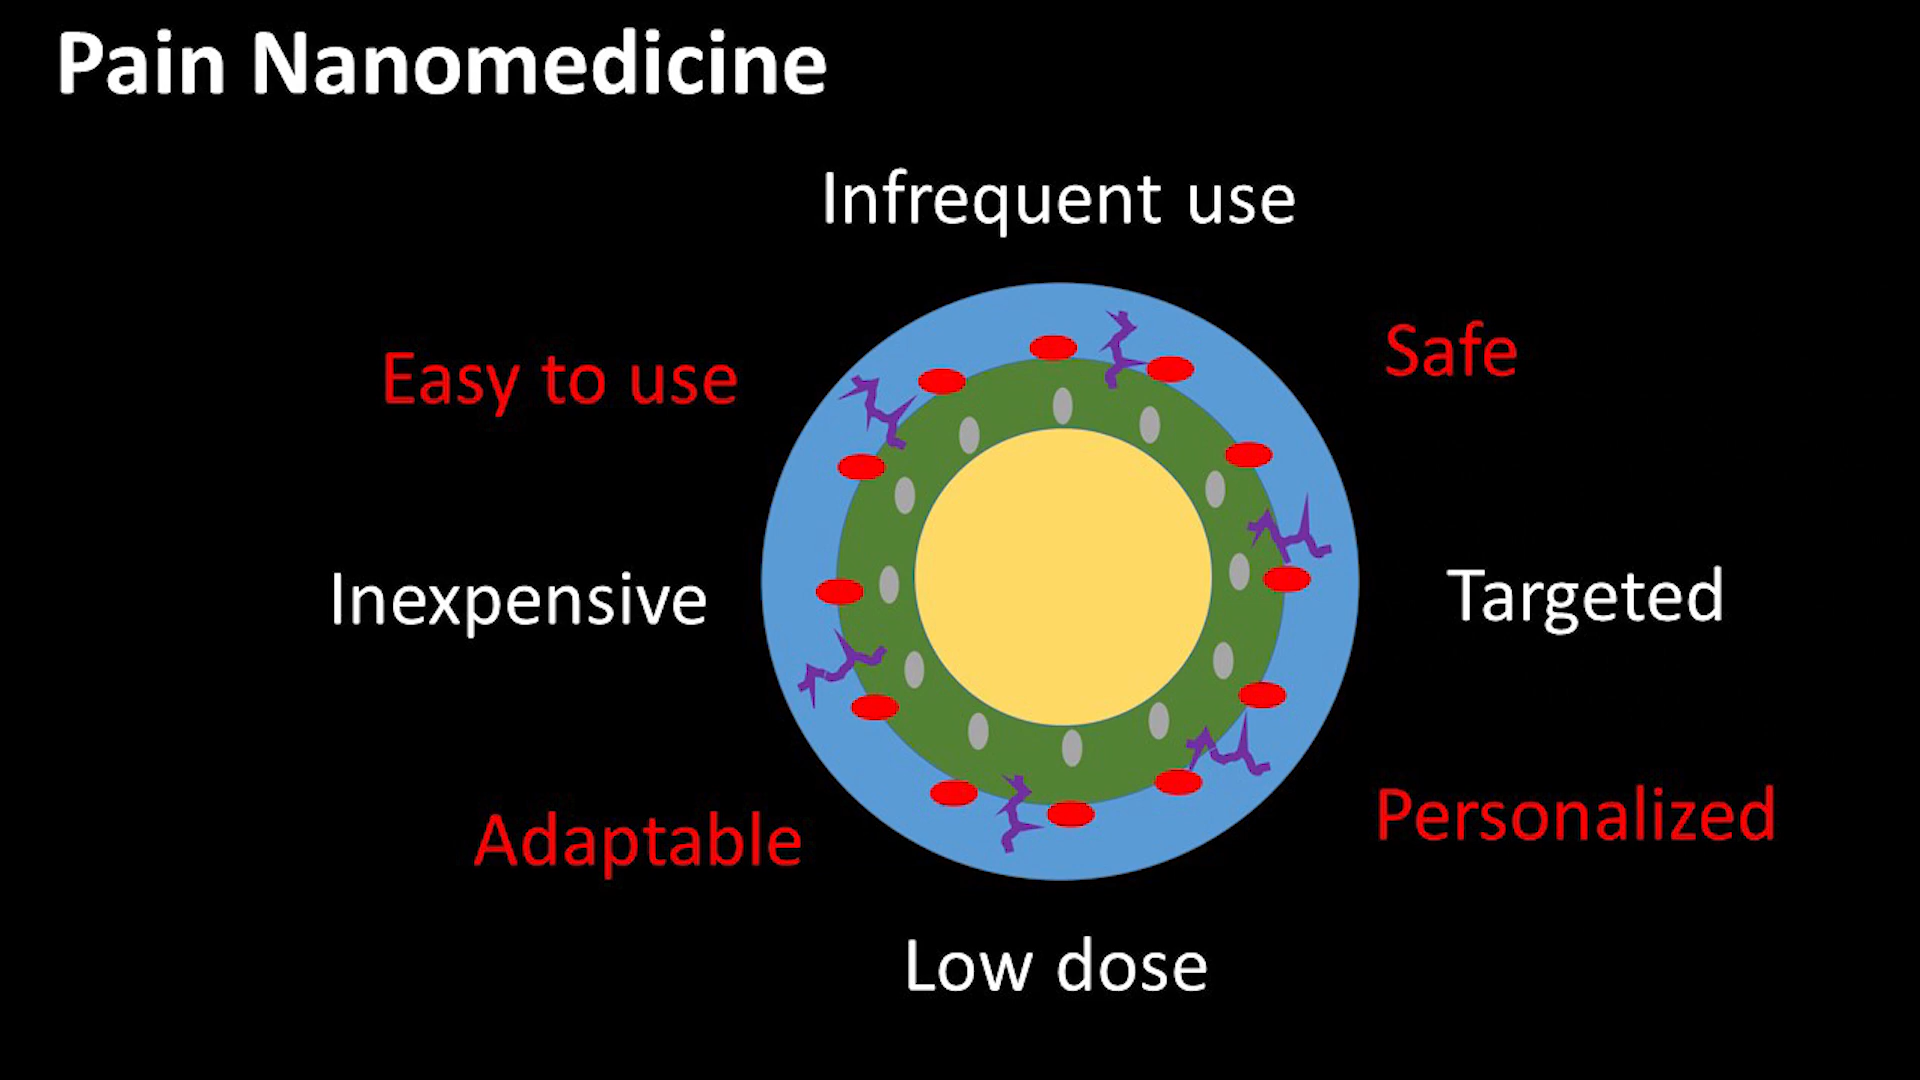 Pain Nanomedicine
Infrequent use
Safe
Easy to use
Targeted
Inexpensive
Personalized
Adaptable
Low dose